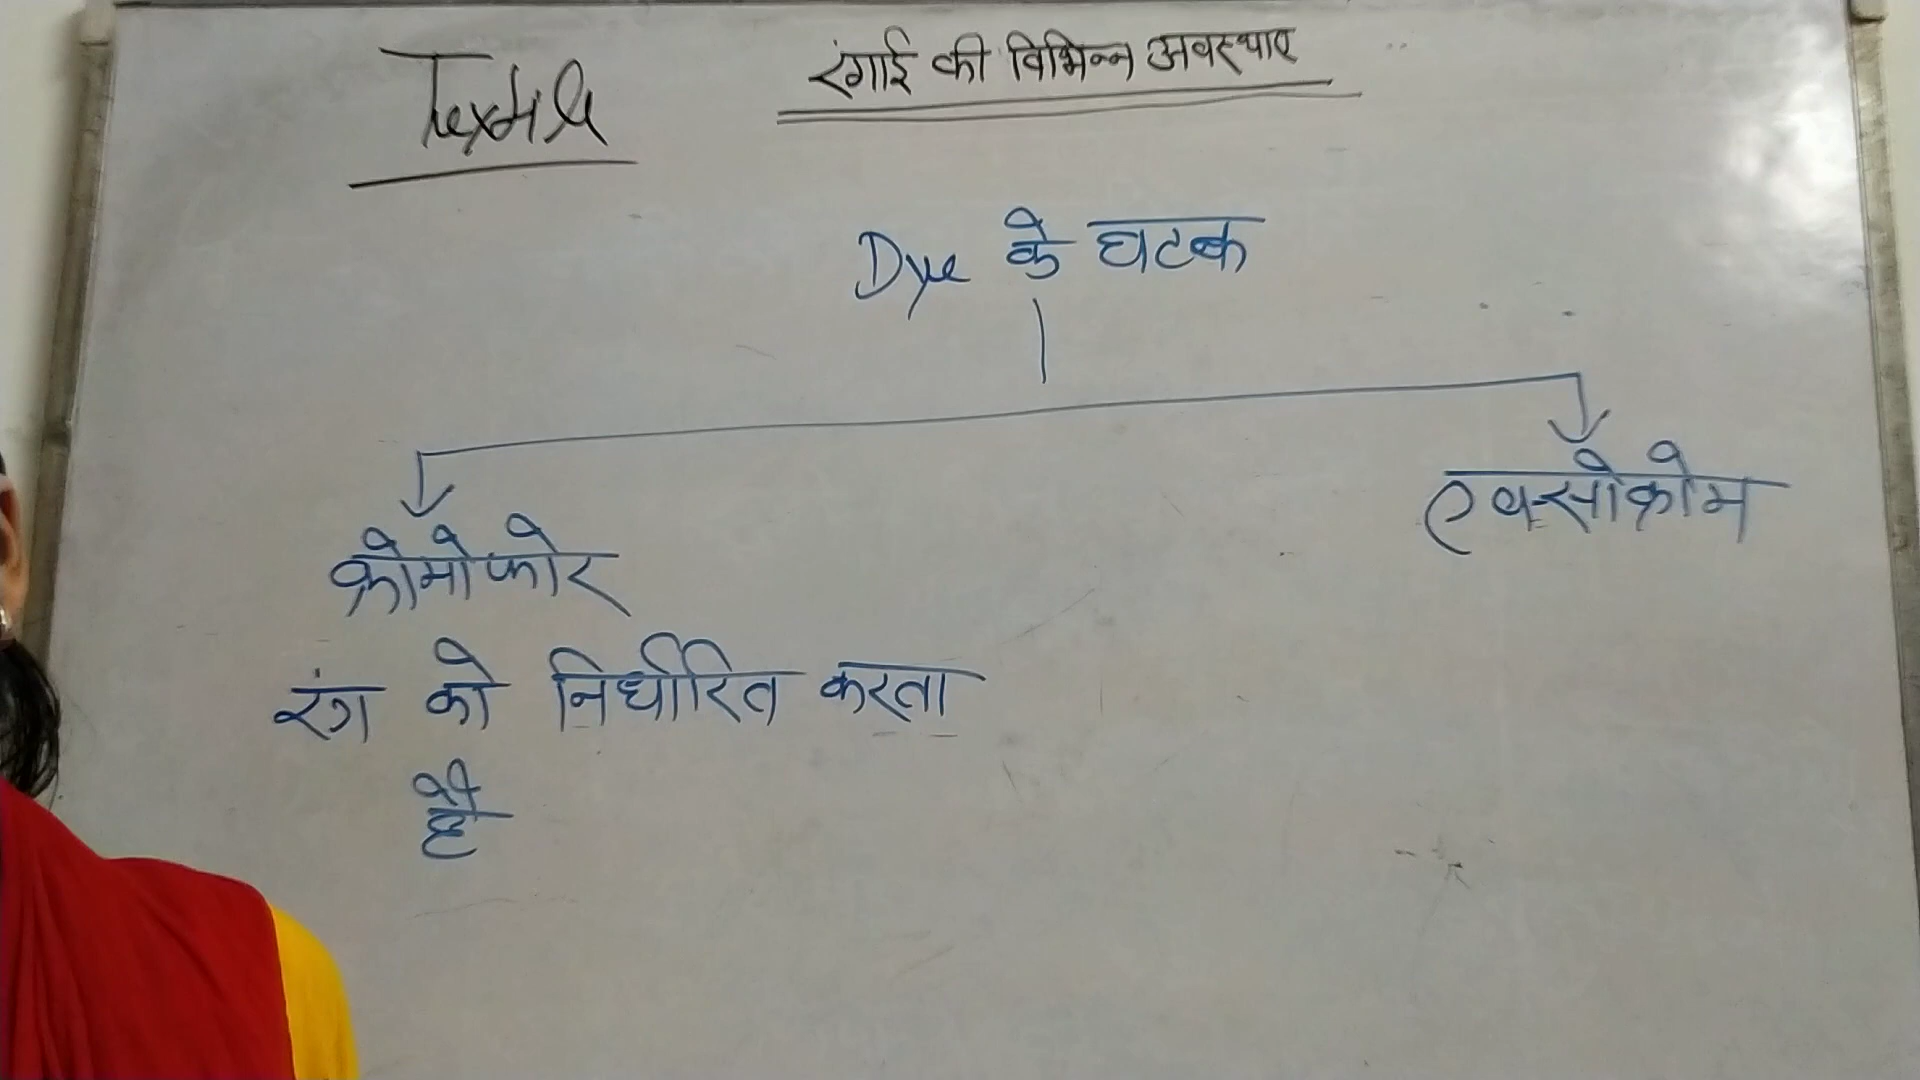 Textile
रंगाई की विभिन्न अवस्थाए
Dye के घटक
क्रोमोफोर
एक्सोक्रोम
रंग को निर्धारित करता
है